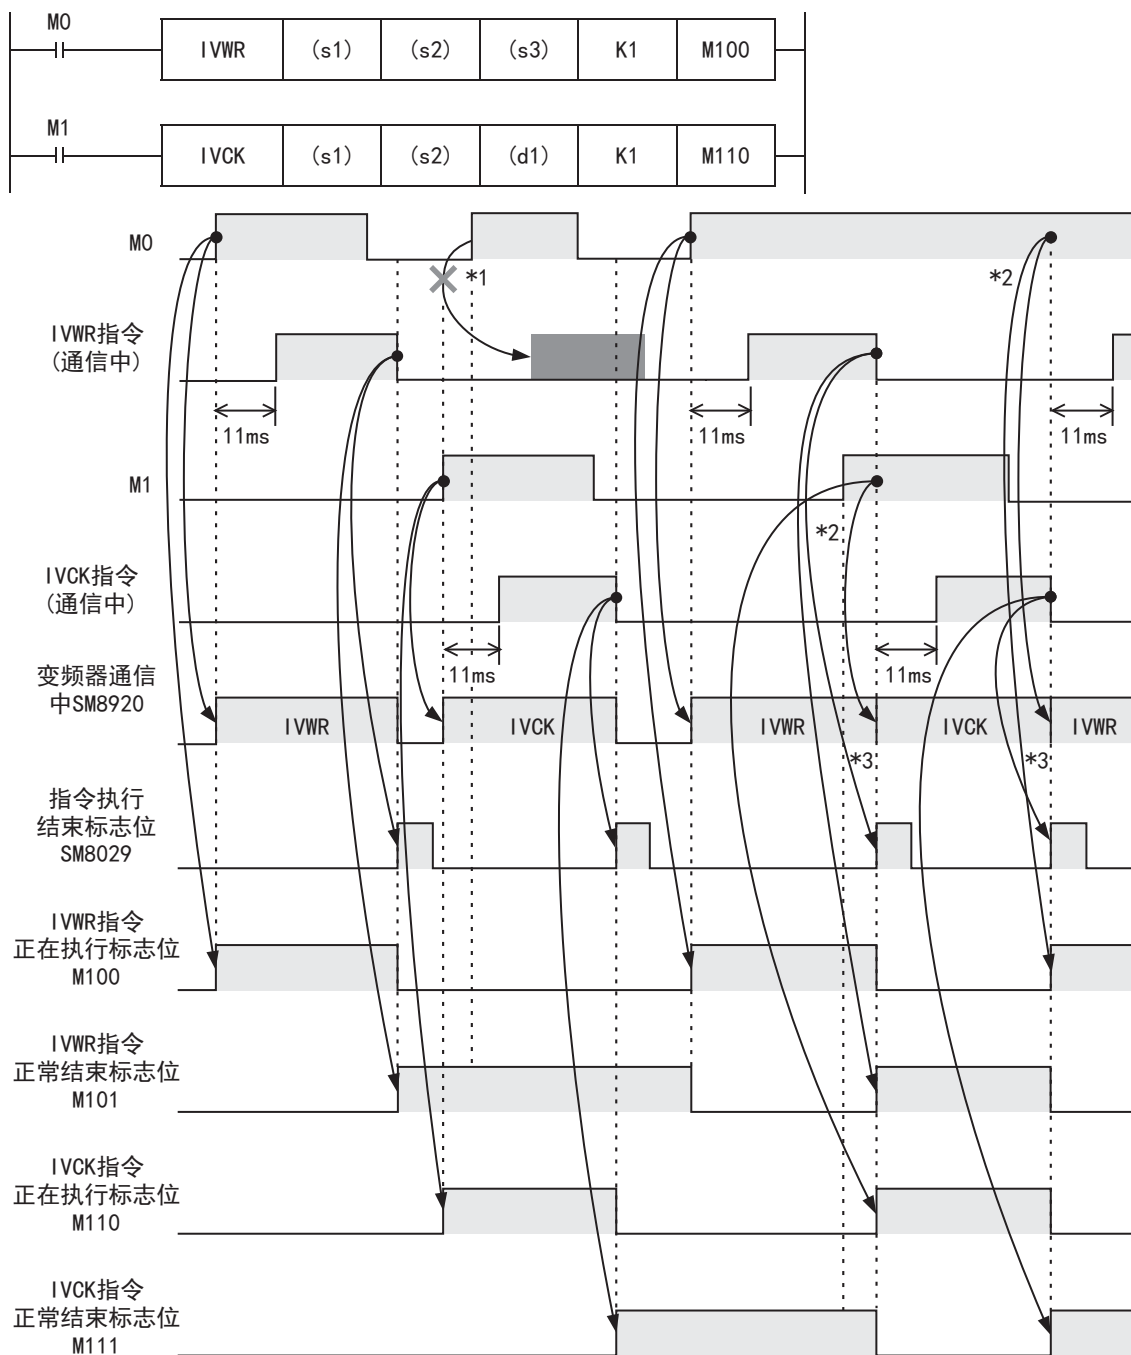 M0
IVWR (s1) (s2) (s3) K1 M100
M1
IVCK (s1) (s2) (d1) K1 M110
M0
*1
*2
IVWR指令
(通信中)
11ms
11ms
11ms
M1
*2
IVCK指令
(通信中)
11ms
11ms
变频器通信
中SM8920
IVWR IVCK IVWR IVCK IVWR
*3
*3
指令执行
结束标志位
SM8029
IVWR指令
正在执行标志位
M100
IVWR指令
正常结束标志位
M101
IVCK指令
正在执行标志位
M110
IVCK指令
正常结束标志位
M111